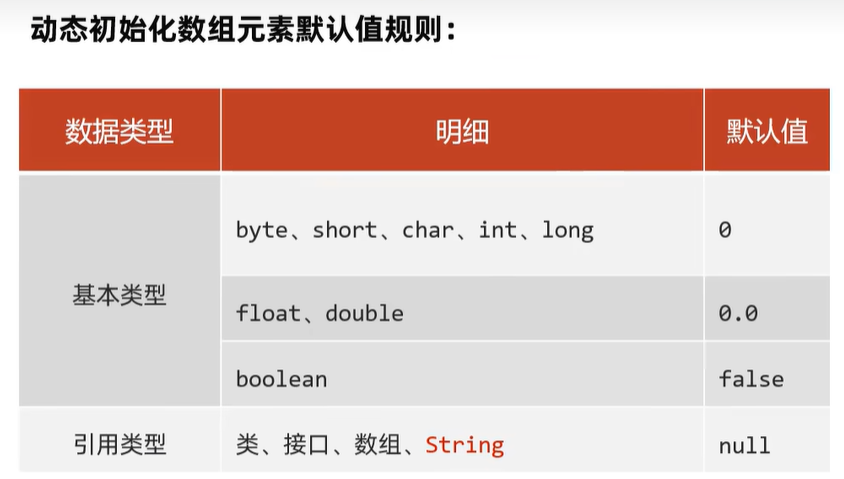 动态初始化数组元素默认值规则：
数据类型 明细 默认值
基本类型 byte、short、char、int、long 0
float、double 0.0
boolean false
引用类型 类、接口、数组、String null